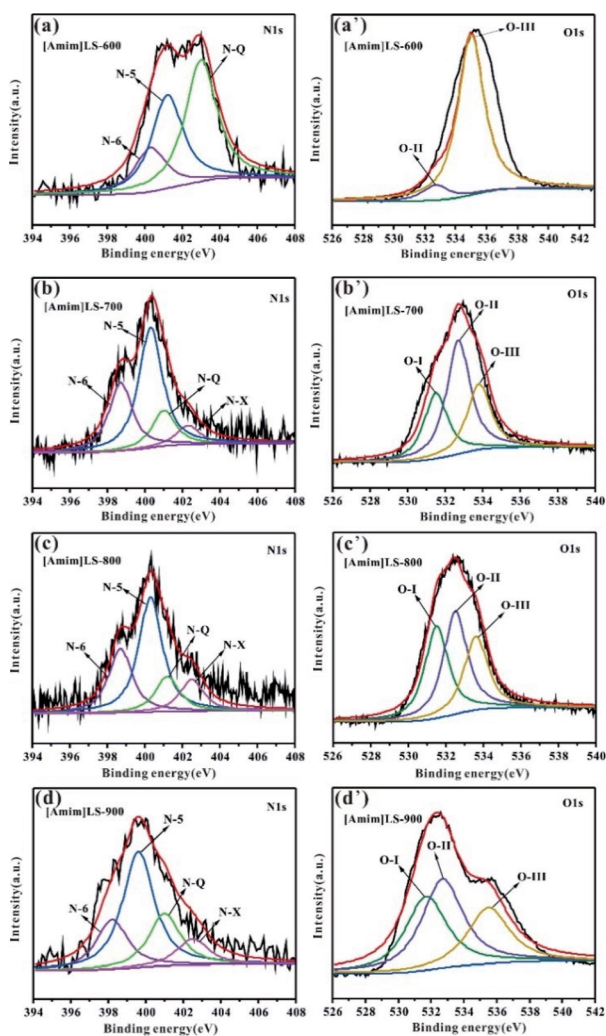 (a)
N1s
[Amim]LS-600
N-Q
N-5
N-6
Intensity(a.u.)
394 396 398 400 402 404 406 408
Binding energy(eV)
(a')
O-III
O1s
[Amim]LS-600
O-II
Intensity(a.u.)
526 528 530 532 534 536 538 540 542
Binding energy(eV)
(b)
N1s
[Amim]LS-700
N-5
N-6
N-Q
N-X
Intensity(a.u.)
394 396 398 400 402 404 406 408
Binding energy(eV)
(b')
O1s
[Amim]LS-700
O-II
O-I
O-III
Intensity(a.u.)
526 528 530 532 534 536 538 540
Binding energy(eV)
(c)
N1s
[Amim]LS-800
N-5
N-6
N-Q
N-X
Intensity(a.u.)
394 396 398 400 402 404 406 408
Binding energy(eV)
(c')
O1s
[Amim]LS-800
O-II
O-I
O-III
Intensity(a.u.)
526 528 530 532 534 536 538 540
Binding energy(eV)
(d)
N1s
[Amim]LS-900
N-5
N-Q
N-6
N-X
Intensity(a.u.)
394 396 398 400 402 404 406 408
Binding energy(eV)
(d')
O1s
[Amim]LS-900
O-II
O-I
O-III
Intensity(a.u.)
526 528 530 532 534 536 538 540 542
Binding energy(eV)